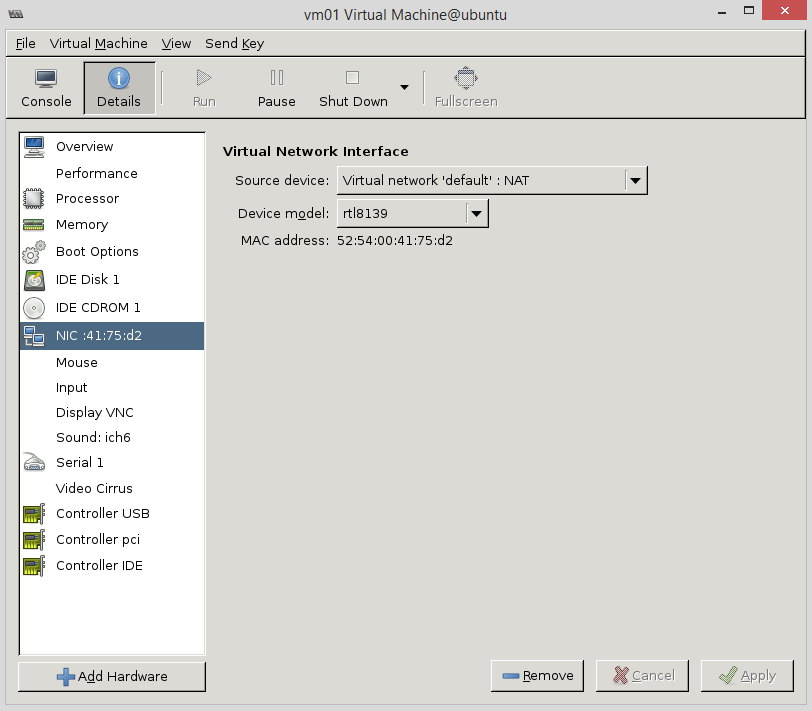 vm01 Virtual Machine@ubuntu
File Virtual Machine View Send Key
Console Details Run Pause Shut Down Fullscreen
Overview
Performance
Processor
Memory
Boot Options
IDE Disk 1
IDE CDROM 1
NIC :41:75:d2
Mouse
Input
Display VNC
Sound: ich6
Serial 1
Video Cirrus
Controller USB
Controller pci
Controller IDE
Add Hardware
Virtual Network Interface
Source device: Virtual network 'default' : NAT
Device model: rtl8139
MAC address: 52:54:00:41:75:d2
Remove Cancel Apply